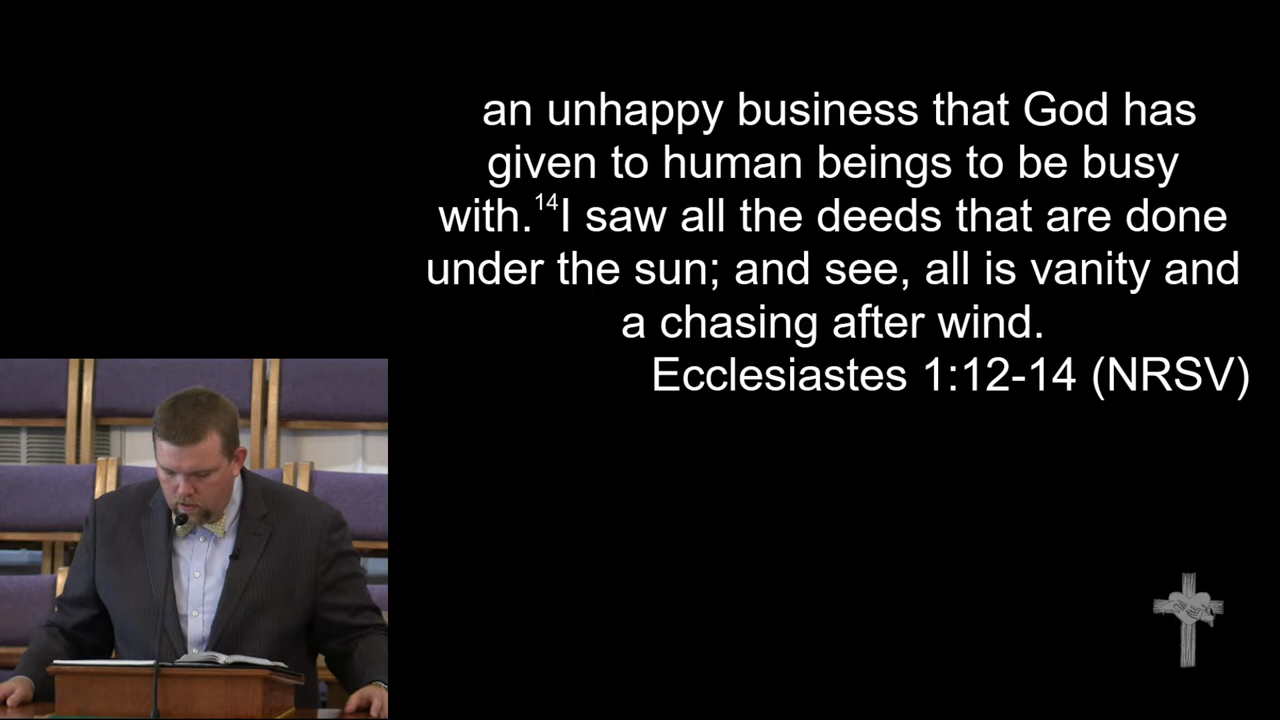 an unhappy business that God has
given to human beings to be busy
with.¹⁴I saw all the deeds that are done
under the sun; and see, all is vanity and
a chasing after wind.
Ecclesiastes 1:12-14 (NRSV)